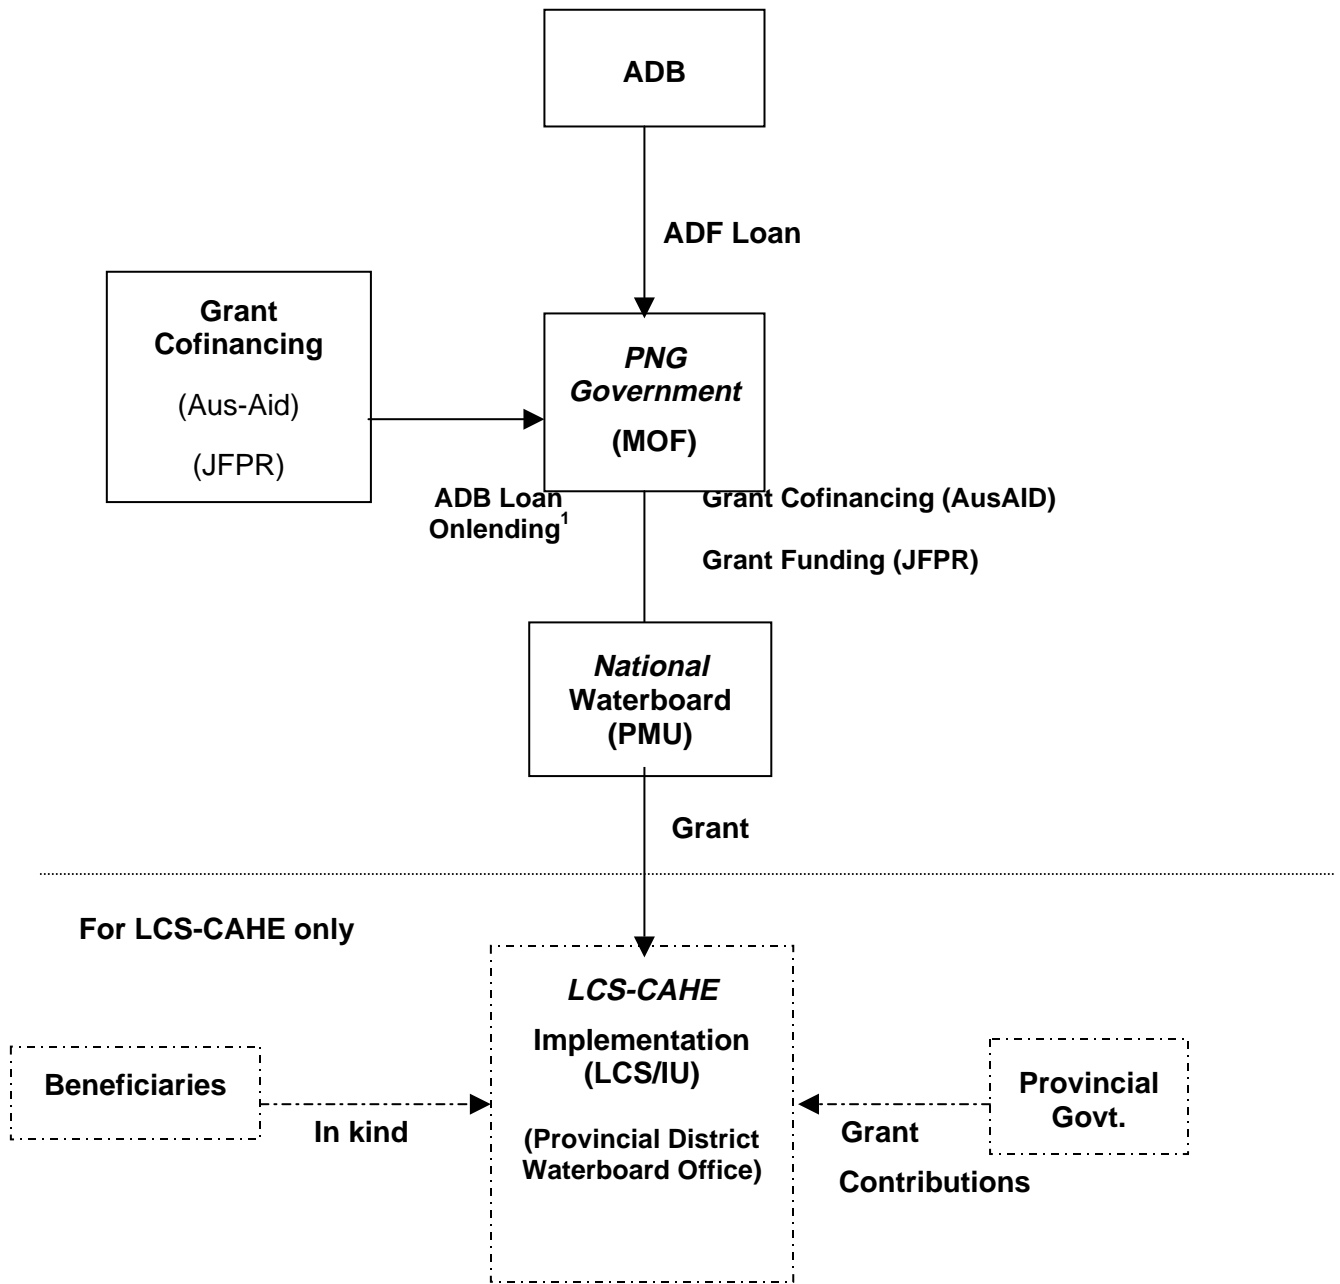 ADB
ADF Loan
Grant
Cofinancing
(Aus-Aid)
(JFPR)
PNG
Government
(MOF)
ADB Loan
Onlending¹
Grant Cofinancing (AusAID)
Grant Funding (JFPR)
National
Waterboard
(PMU)
Grant
For LCS-CAHE only
LCS-CAHE
Implementation
(LCS/IU)
(Provincial District
Waterboard Office)
Beneficiaries
In kind
Provincial
Govt.
Grant
Contributions